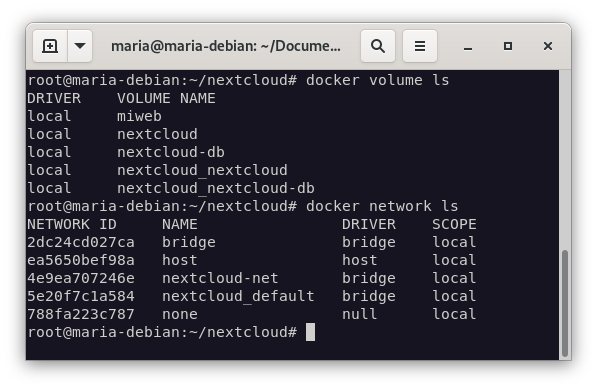 maria@maria-debian: ~/Docume...
root@maria-debian:~/nextcloud# docker volume ls
DRIVER    VOLUME NAME
local     miweb
local     nextcloud
local     nextcloud-db
local     nextcloud_nextcloud
local     nextcloud_nextcloud-db
root@maria-debian:~/nextcloud# docker network ls
NETWORK ID     NAME                DRIVER    SCOPE
2dc24cd027ca   bridge              bridge    local
ea5650bef98a   host                host      local
4e9ea707246e   nextcloud-net       bridge    local
5e20f7c1a584   nextcloud_default   bridge    local
788fa223c787   none                null      local
root@maria-debian:~/nextcloud#